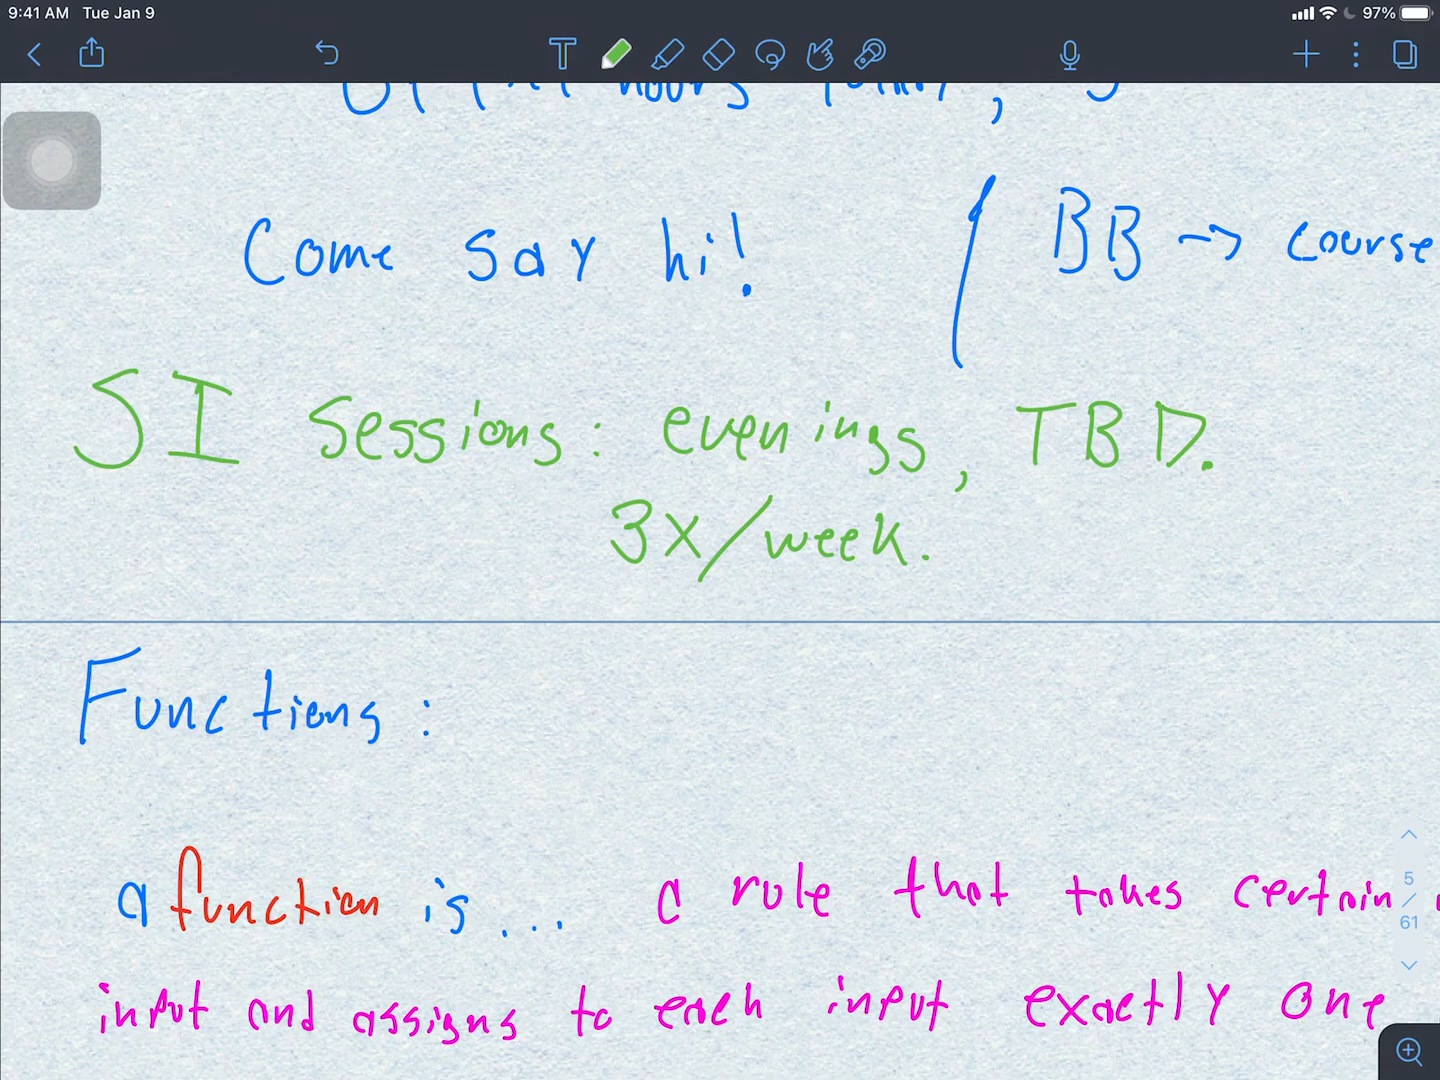 9:41 AM Tue Jan 9
97%
T
hours
Come say hi!
BB → course
SI Sessions: evenings, TBD.
3x/week.
Functions:
a function is... a rule that takes certain
input and assigns to each input exactly one
5
/
61